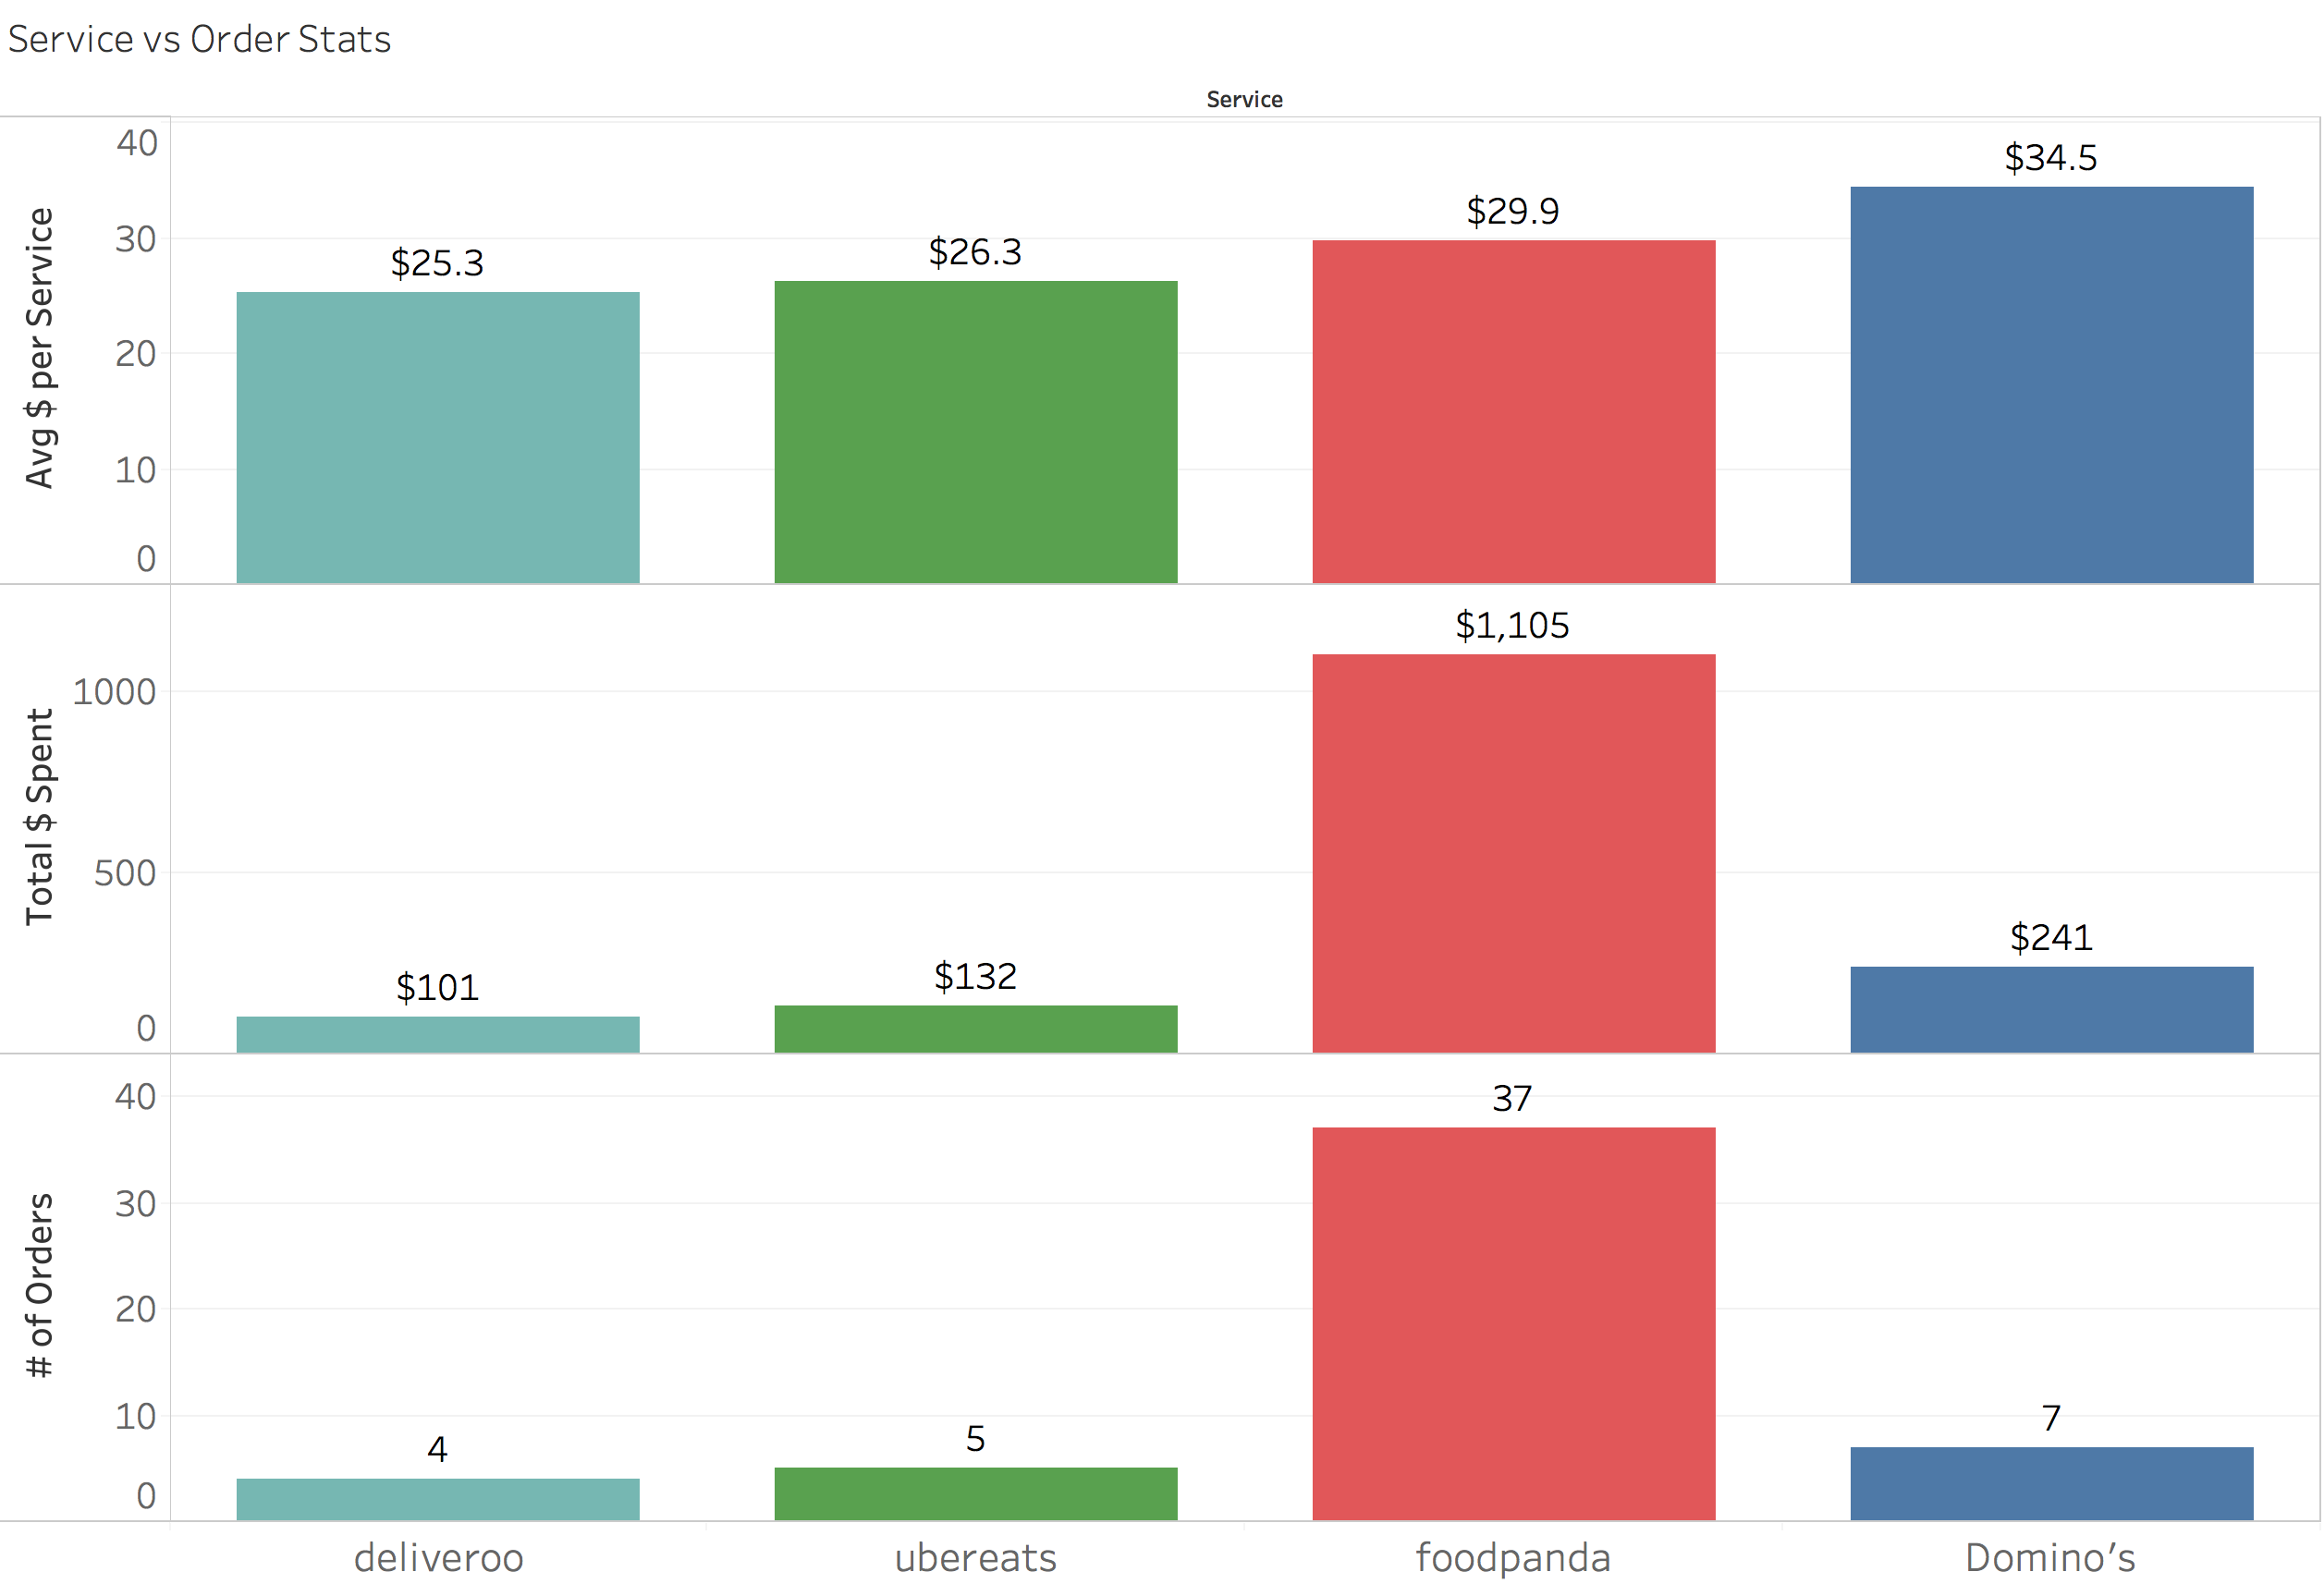 Service vs Order Stats
Service
Avg $ per Service
40
30
20
10
0
$25.3
$26.3
$29.9
$34.5
Total $ Spent
1000
500
0
$101
$132
$1,105
$241
# of Orders
40
30
20
10
0
4
5
37
7
deliveroo
ubereats
foodpanda
Domino’s